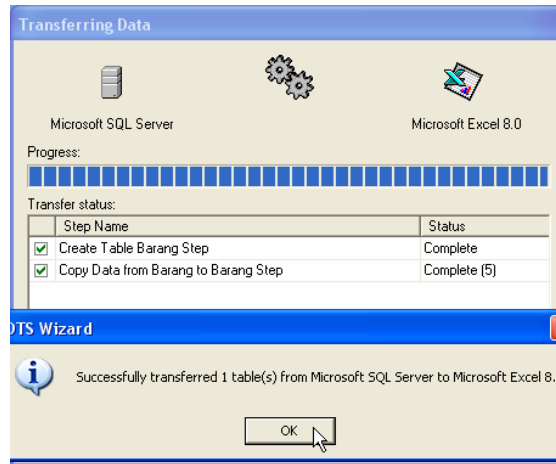 Transferring Data
Microsoft SQL Server Microsoft Excel 8.0
Progress:
Transfer status:
Step Name Status
Create Table Barang Step Complete
Copy Data from Barang to Barang Step Complete (5)
DTS Wizard
Successfully transferred 1 table(s) from Microsoft SQL Server to Microsoft Excel 8.
OK